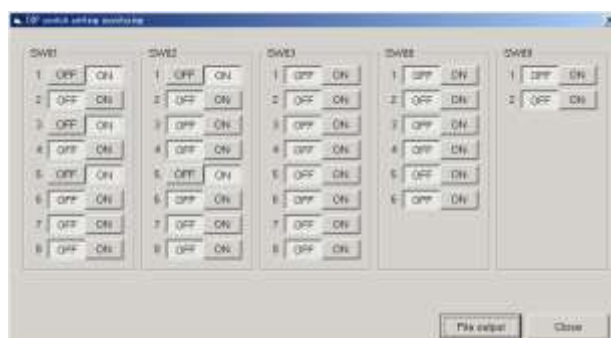 DIP switch setting monitoring
SW01 SW02 SW03 SW08 SW09
1 OFF ON 1 OFF ON 1 OFF ON 1 OFF ON 1 OFF ON
2 OFF ON 2 OFF ON 2 OFF ON 2 OFF ON 2 OFF ON
3 OFF ON 3 OFF ON 3 OFF ON 3 OFF ON
4 OFF ON 4 OFF ON 4 OFF ON 4 OFF ON
5 OFF ON 5 OFF ON 5 OFF ON 5 OFF ON
6 OFF ON 6 OFF ON 6 OFF ON 6 OFF ON
7 OFF ON 7 OFF ON 7 OFF ON
8 OFF ON 8 OFF ON 8 OFF ON
File output Close